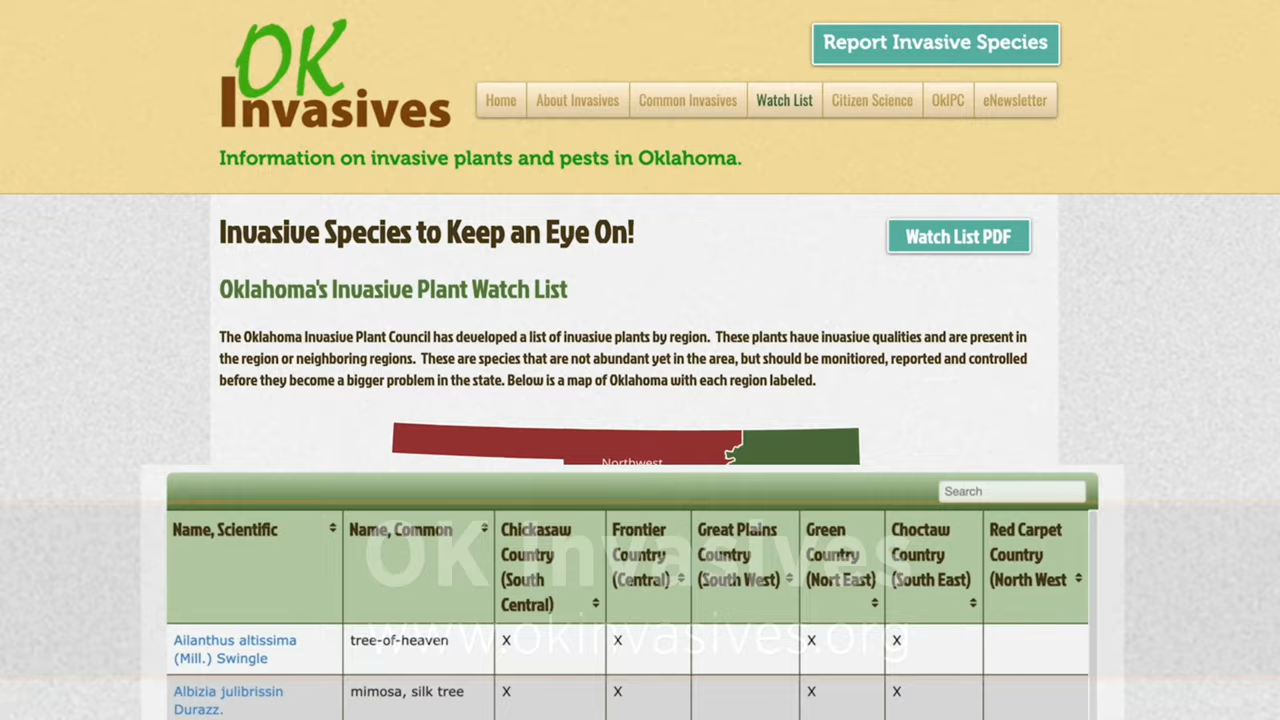 OK
Invasives
Report Invasive Species
Home About Invasives Common Invasives Watch List Citizen Science OkIPC eNewsletter
Information on invasive plants and pests in Oklahoma.
Invasive Species to Keep an Eye On!
Watch List PDF
Oklahoma's Invasive Plant Watch List
The Oklahoma Invasive Plant Council has developed a list of invasive plants by region. These plants have invasive qualities and are present in
the region or neighboring regions. These are species that are not abundant yet in the area, but should be monitiored, reported and controlled
before they become a bigger problem in the state. Below is a map of Oklahoma with each region labeled.
Northwest
Search
Name, Scientific Name, Common Chickasaw Frontier Great Plains Green Choctaw Red Carpet
Country Country Country Country Country Country
(South (Central) (South West) (Nort East) (South East) (North West
Central)
OK Invasives
www.okinvasives.org
Ailanthus altissima tree-of-heaven X X X X
(Mill.) Swingle
Albizia julibrissin mimosa, silk tree X X X X
Durazz.